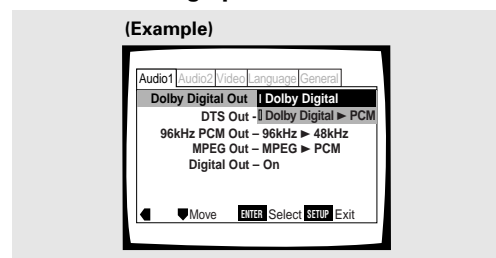 (Example)
Audio1 Audio2 Video Language General
Dolby Digital Out Dolby Digital
DTS Out - Dolby Digital ► PCM
96kHz PCM Out – 96kHz ► 48kHz
MPEG Out – MPEG ► PCM
Digital Out – On
Move ENTER Select SETUP Exit